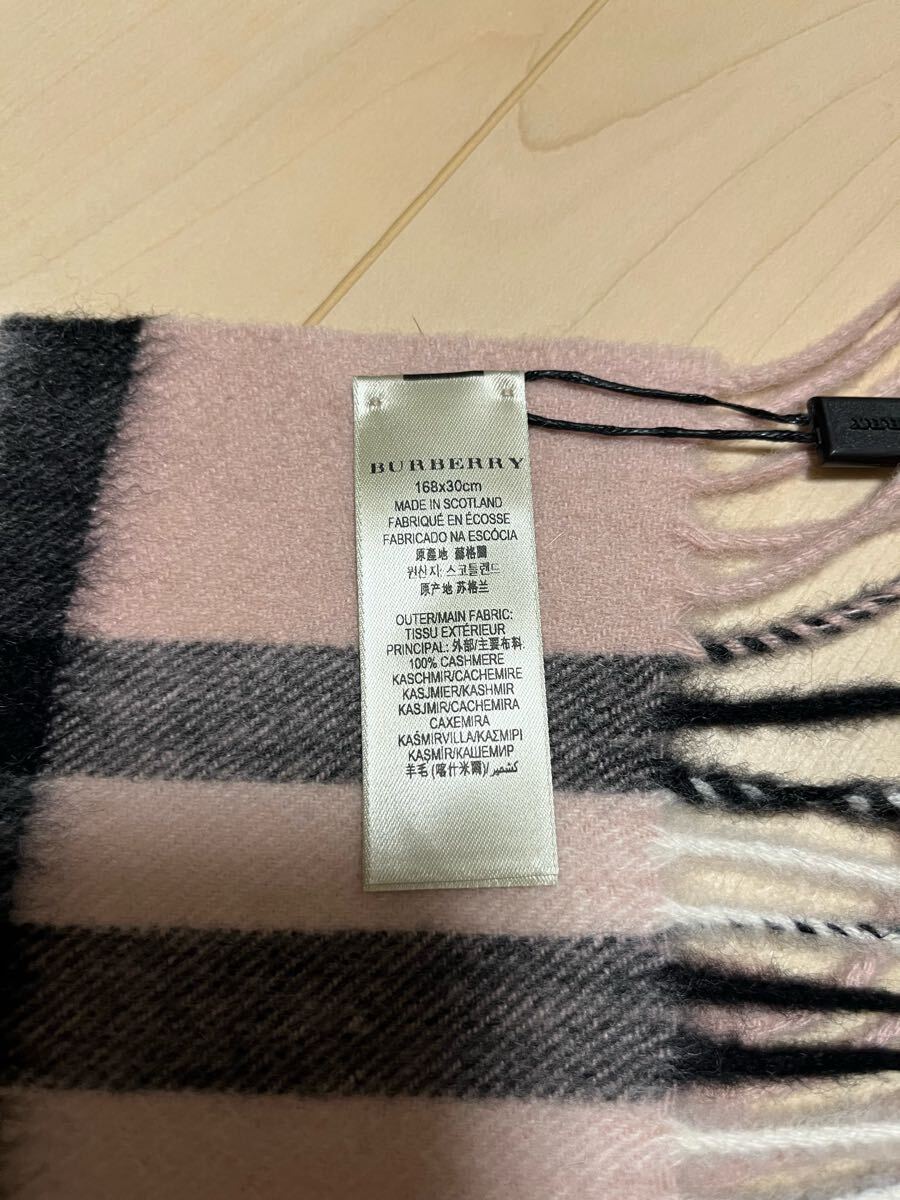 BURBERRY
168x30cm
MADE IN SCOTLAND
FABRIQUÉ EN ÉCOSSE
FABRICADO NA ESCÓCIA
原產地 蘇格蘭
원산지: 스코틀랜드
原产地 苏格兰
OUTER/MAIN FABRIC:
TISSU EXTÉRIEUR
PRINCIPAL: 外部/主要布料
100% CASHMERE
KASCHMIR/CACHEMIRE
KASJMIER/KASHMIR
KASJMIR/CACHEMIRA
CAXEMIRA
KAŠMIRVILLA/ΚΑΣΜΙΡΙ
KAŞMİR/КАШЕМИР
羊毛 (喀什米爾)/كشمير